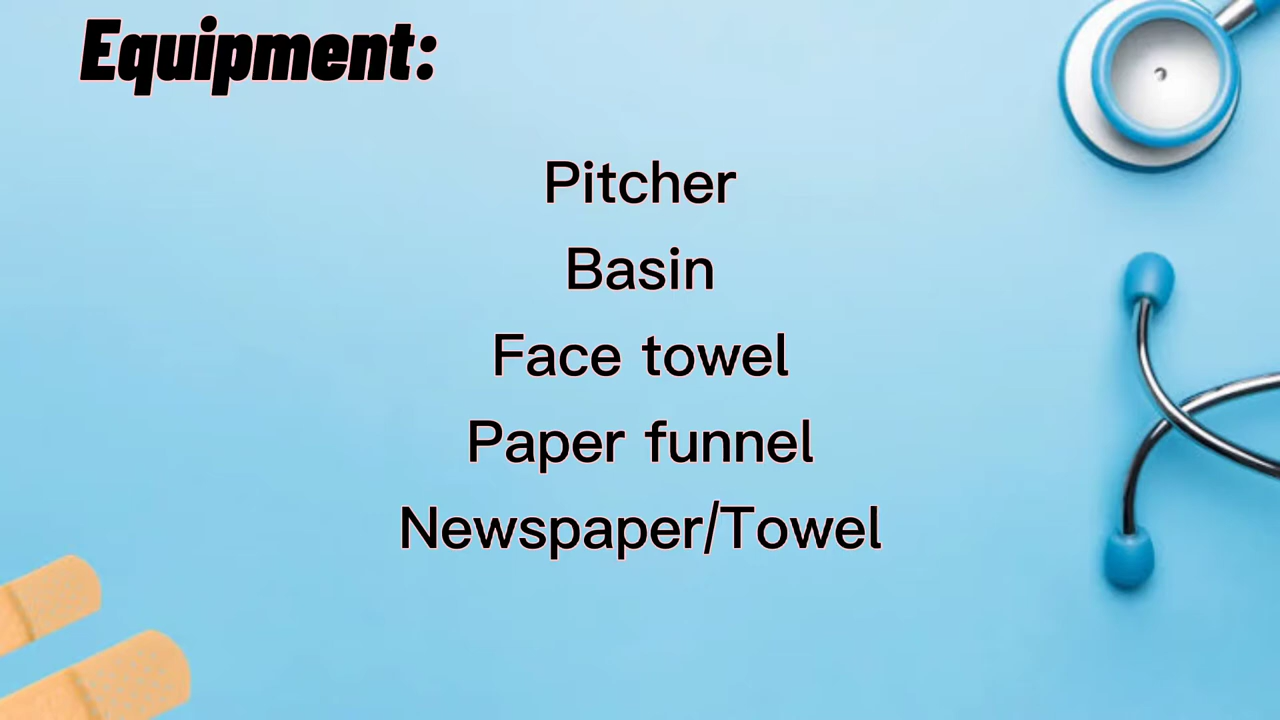 Equipment:
Pitcher
Basin
Face towel
Paper funnel
Newspaper/Towel